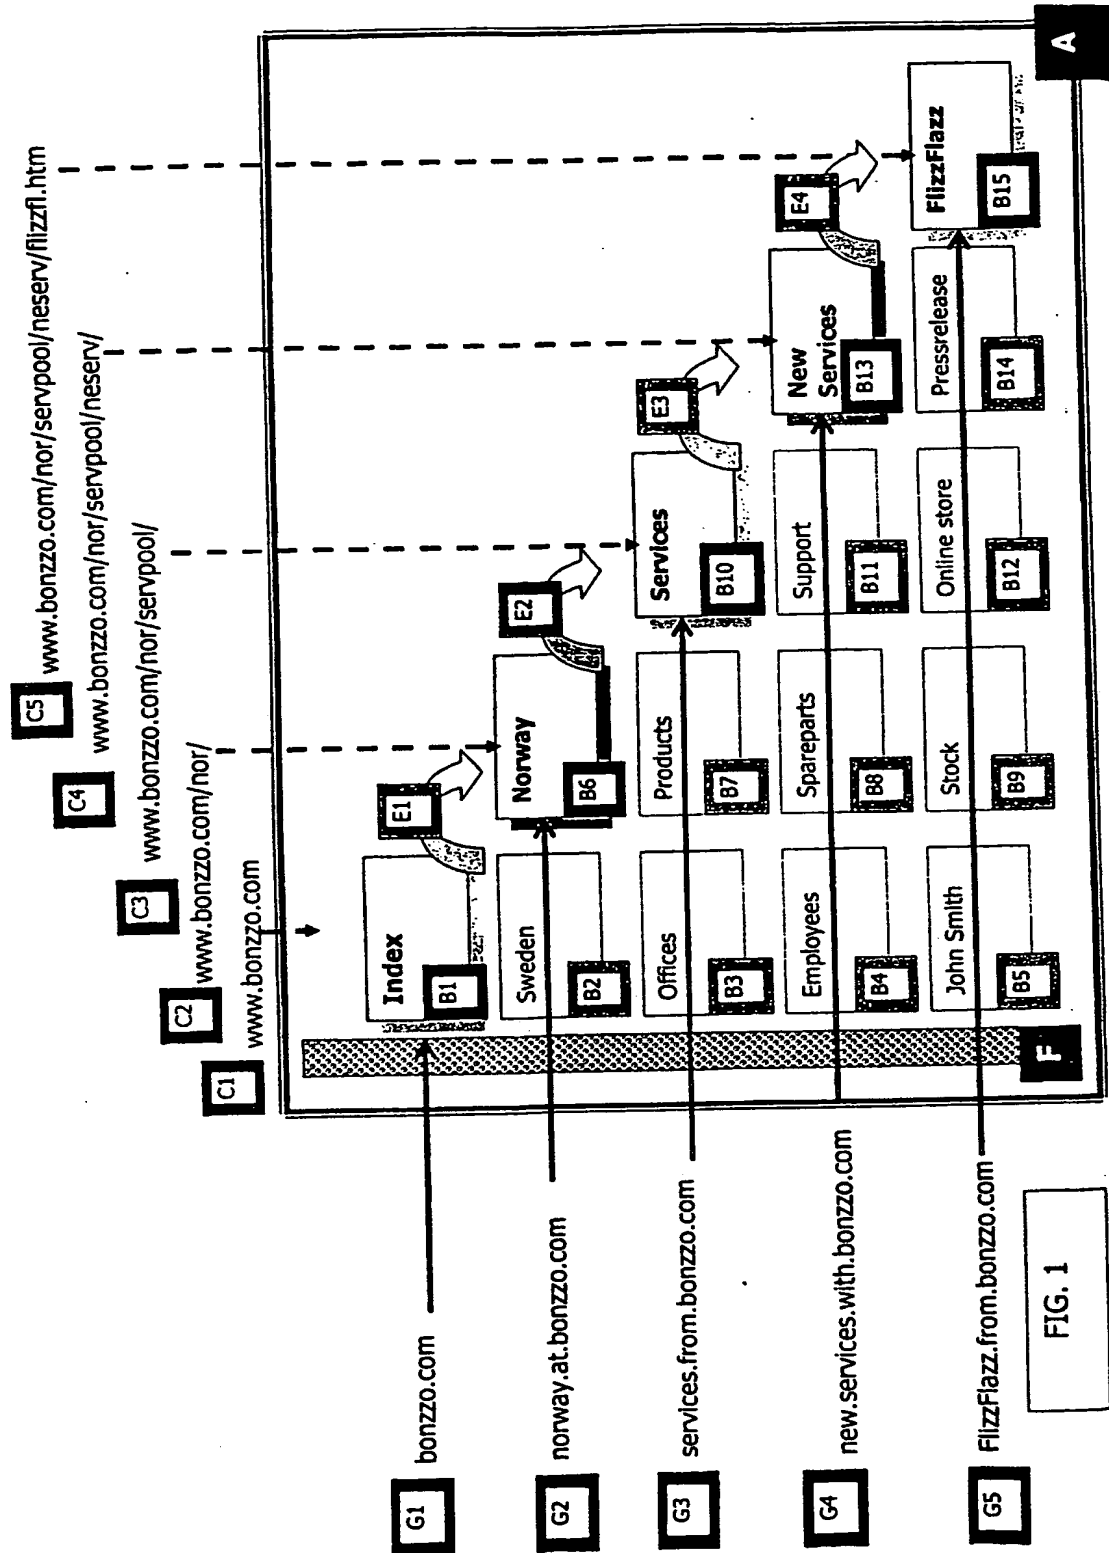 C5
www.bonzzo.com/nor/servpool/neserv/flizzfl.htm
C4
www.bonzzo.com/nor/servpool/neserv/
C3
www.bonzzo.com/nor/servpool/
C2
www.bonzzo.com/nor/
C1
www.bonzzo.com
G1
bonzzo.com
G2
norway.at.bonzzo.com
G3
services.from.bonzzo.com
G4
new.services.with.bonzzo.com
G5
FlizzFlazz.from.bonzzo.com
Index
B1
E1
Sweden
B2
Norway
B6
E2
Offices
B3
Products
B7
Services
B10
E3
Employees
B4
Spareparts
B8
Support
B11
New
Services
B13
E4
John Smith
B5
Stock
B9
Online store
B12
Pressrelease
B14
FlizzFlazz
B15
F
A
FIG. 1